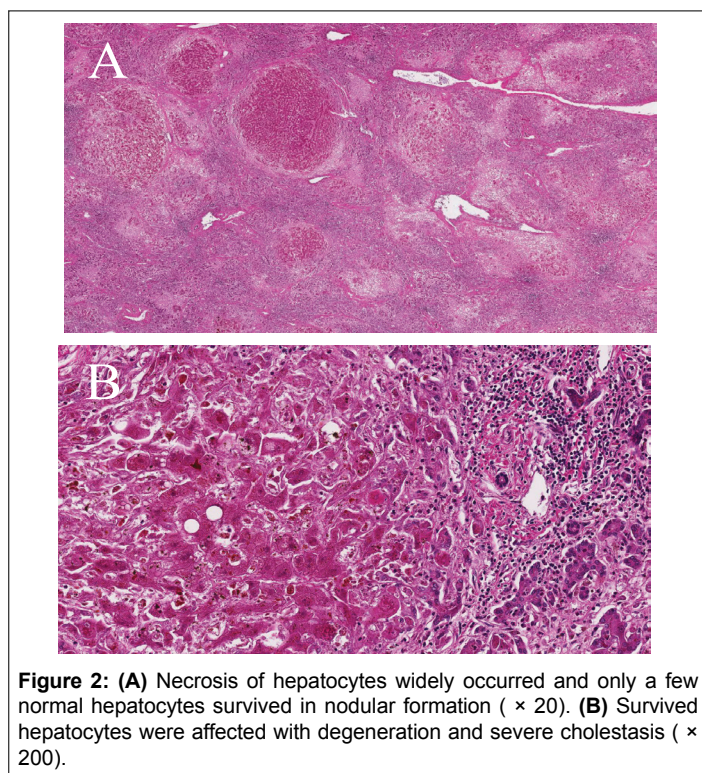 A
B
Figure 2: (A) Necrosis of hepatocytes widely occurred and only a few
normal hepatocytes survived in nodular formation ( × 20). (B) Survived
hepatocytes were affected with degeneration and severe cholestasis ( ×
200).